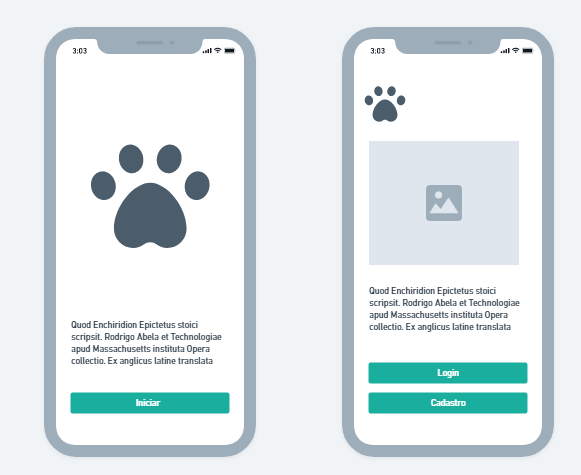 3:03
Quod Enchiridion Epictetus stoici
scripsit. Rodrigo Abela et Technologiae
apud Massachusetts instituta Opera
collectio. Ex anglicus latine translata
Iniciar
3:03
Quod Enchiridion Epictetus stoici
scripsit. Rodrigo Abela et Technologiae
apud Massachusetts instituta Opera
collectio. Ex anglicus latine translata
Login
Cadastro